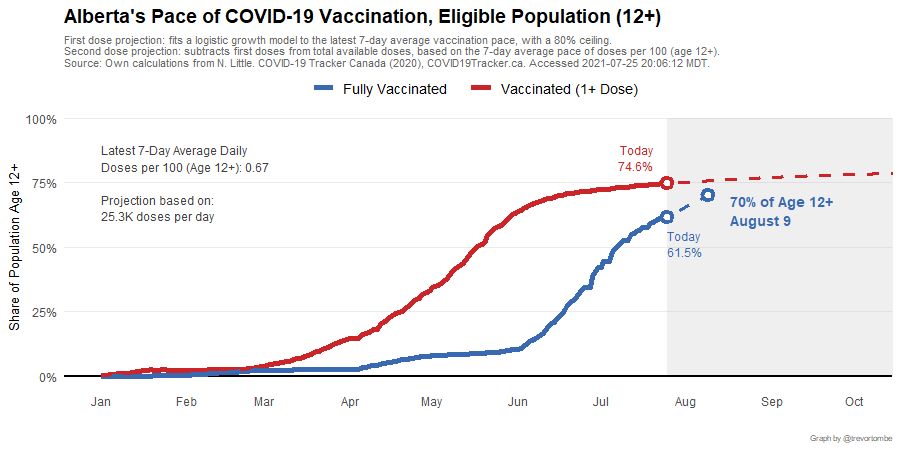 Alberta's Pace of COVID-19 Vaccination, Eligible Population (12+)
First dose projection: fits a logistic growth model to the latest 7-day average vaccination pace, with a 80% ceiling.
Second dose projection: subtracts first doses from total available doses, based on the 7-day average pace of doses per 100 (age 12+).
Source: Own calculations from N. Little. COVID-19 Tracker Canada (2020), COVID19Tracker.ca. Accessed 2021-07-25 20:06:12 MDT.
Fully Vaccinated
Vaccinated (1+ Dose)
Share of Population Age 12+
100%
75%
50%
25%
0%
Latest 7-Day Average Daily
Doses per 100 (Age 12+): 0.67
Projection based on:
25.3K doses per day
Today
74.6%
70% of Age 12+
August 9
Today
61.5%
Jan
Feb
Mar
Apr
May
Jun
Jul
Aug
Sep
Oct
Graph by @trevortombe